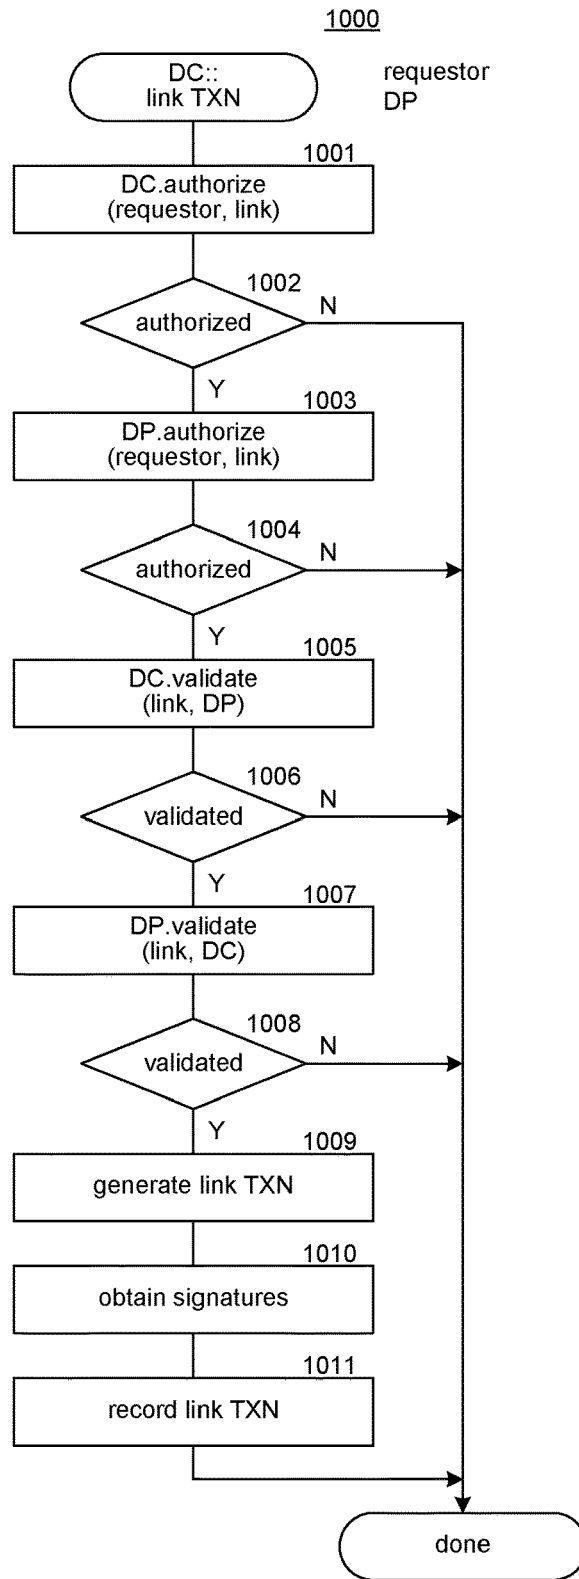 1000
DC::
link TXN
requestor
DP
1001
DC.authorize
(requestor, link)
1002
authorized
N
Y
1003
DP.authorize
(requestor, link)
1004
authorized
N
Y
1005
DC.validate
(link, DP)
1006
validated
N
Y
1007
DP.validate
(link, DC)
1008
validated
N
Y
1009
generate link TXN
1010
obtain signatures
1011
record link TXN
done